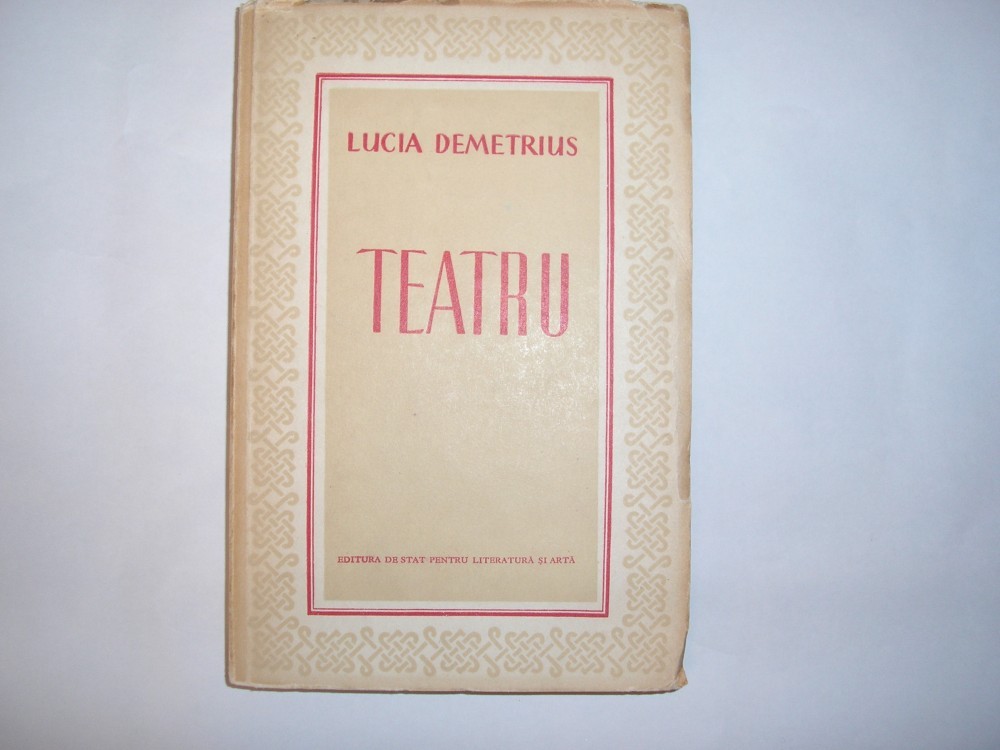 LUCIA DEMETRIUS
TEATRU
EDITURA DE STAT PENTRU LITERATURĂ ȘI ARTĂ